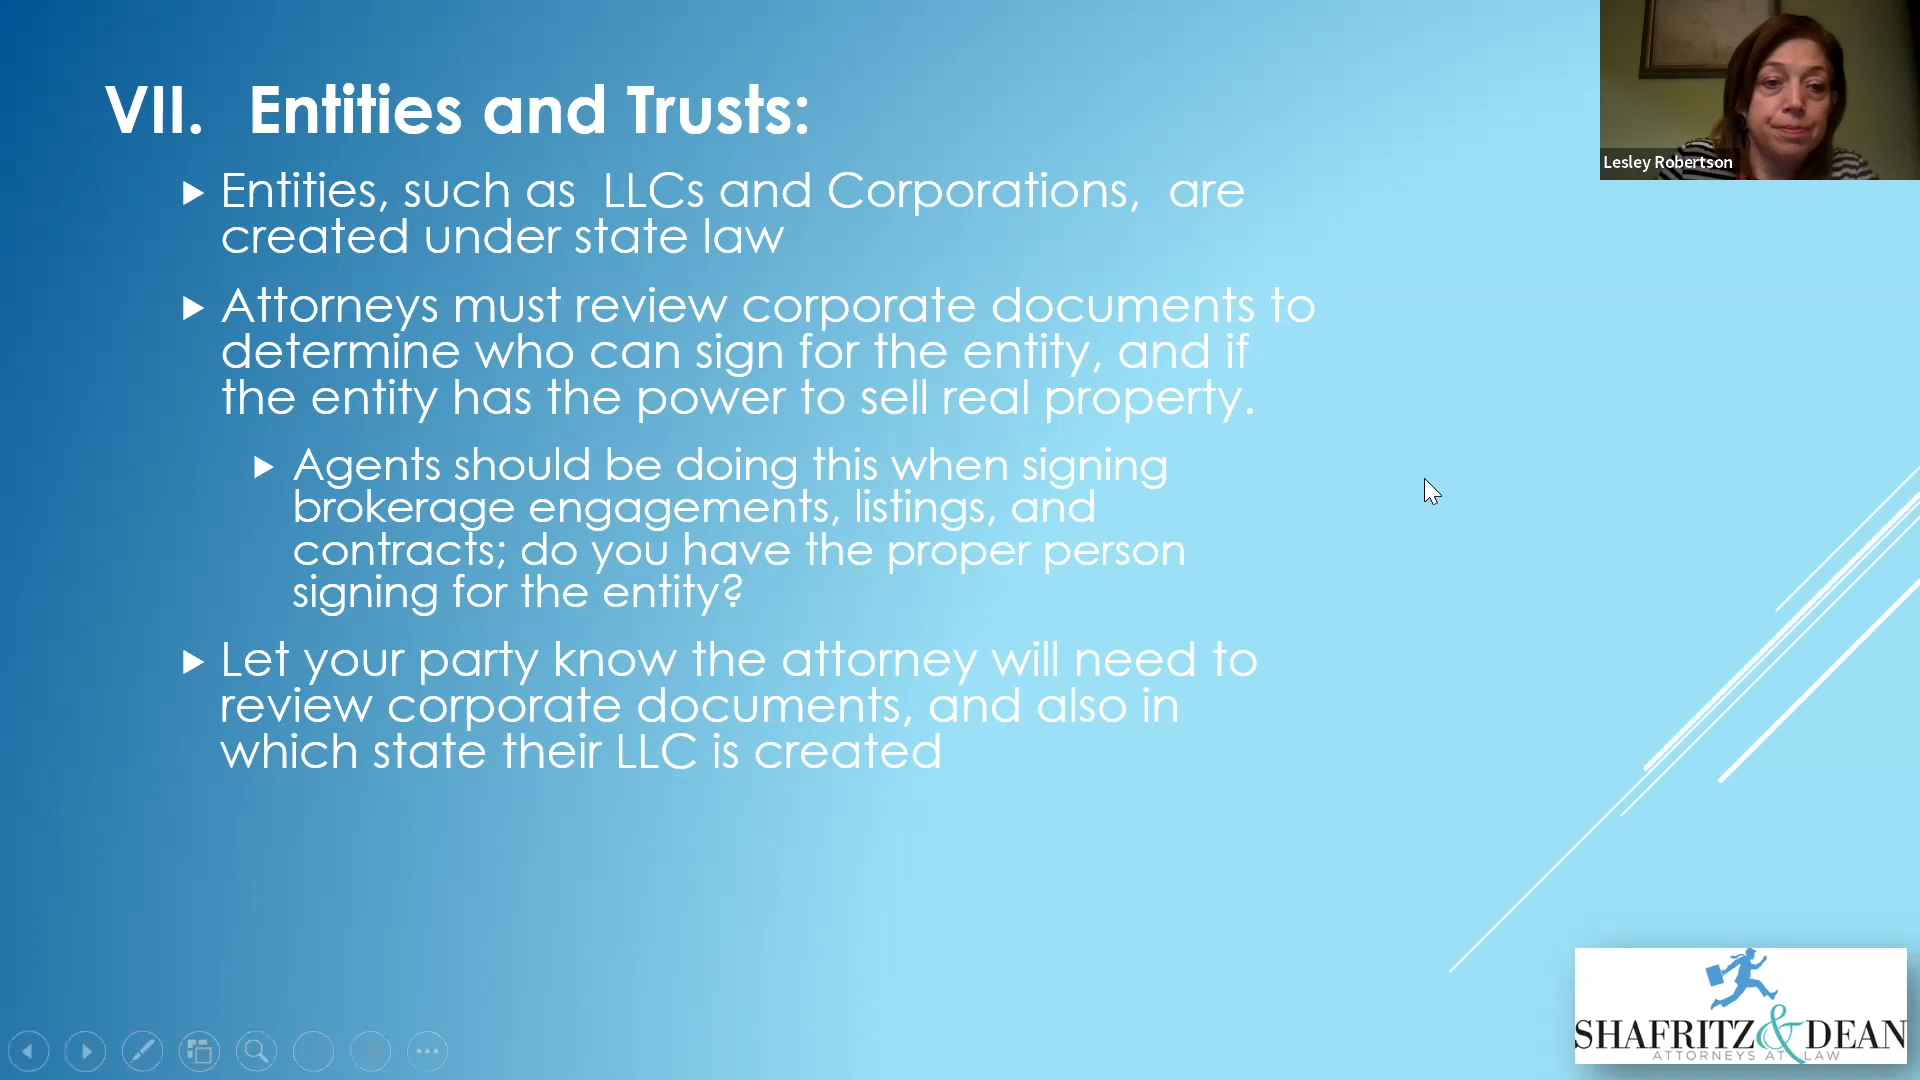 VII. Entities and Trusts:
Entities, such as LLCs and Corporations, are
created under state law
Attorneys must review corporate documents to
determine who can sign for the entity, and if
the entity has the power to sell real property.
Agents should be doing this when signing
brokerage engagements, listings, and
contracts; do you have the proper person
signing for the entity?
Let your party know the attorney will need to
review corporate documents, and also in
which state their LLC is created
Lesley Robertson
SHAFRITZ & DEAN
ATTORNEYS AT LAW